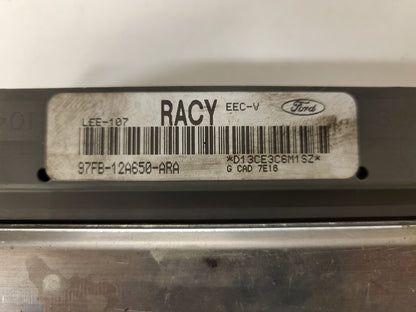 RACY EEC-V Ford
LEE-107
97FB-12A650-ARA *D13CE3C6M1SZ*
G CAD 7E16